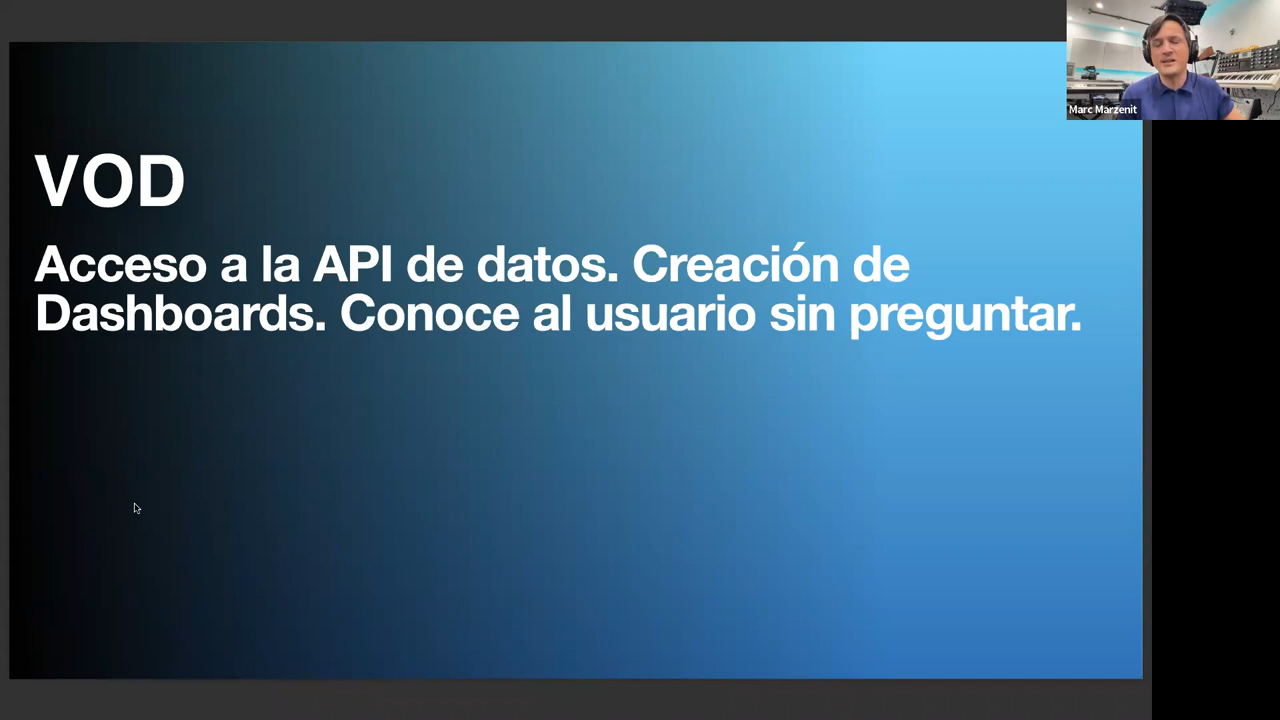 VOD
Acceso a la API de datos. Creación de
Dashboards. Conoce al usuario sin preguntar.
Marc Marzenit